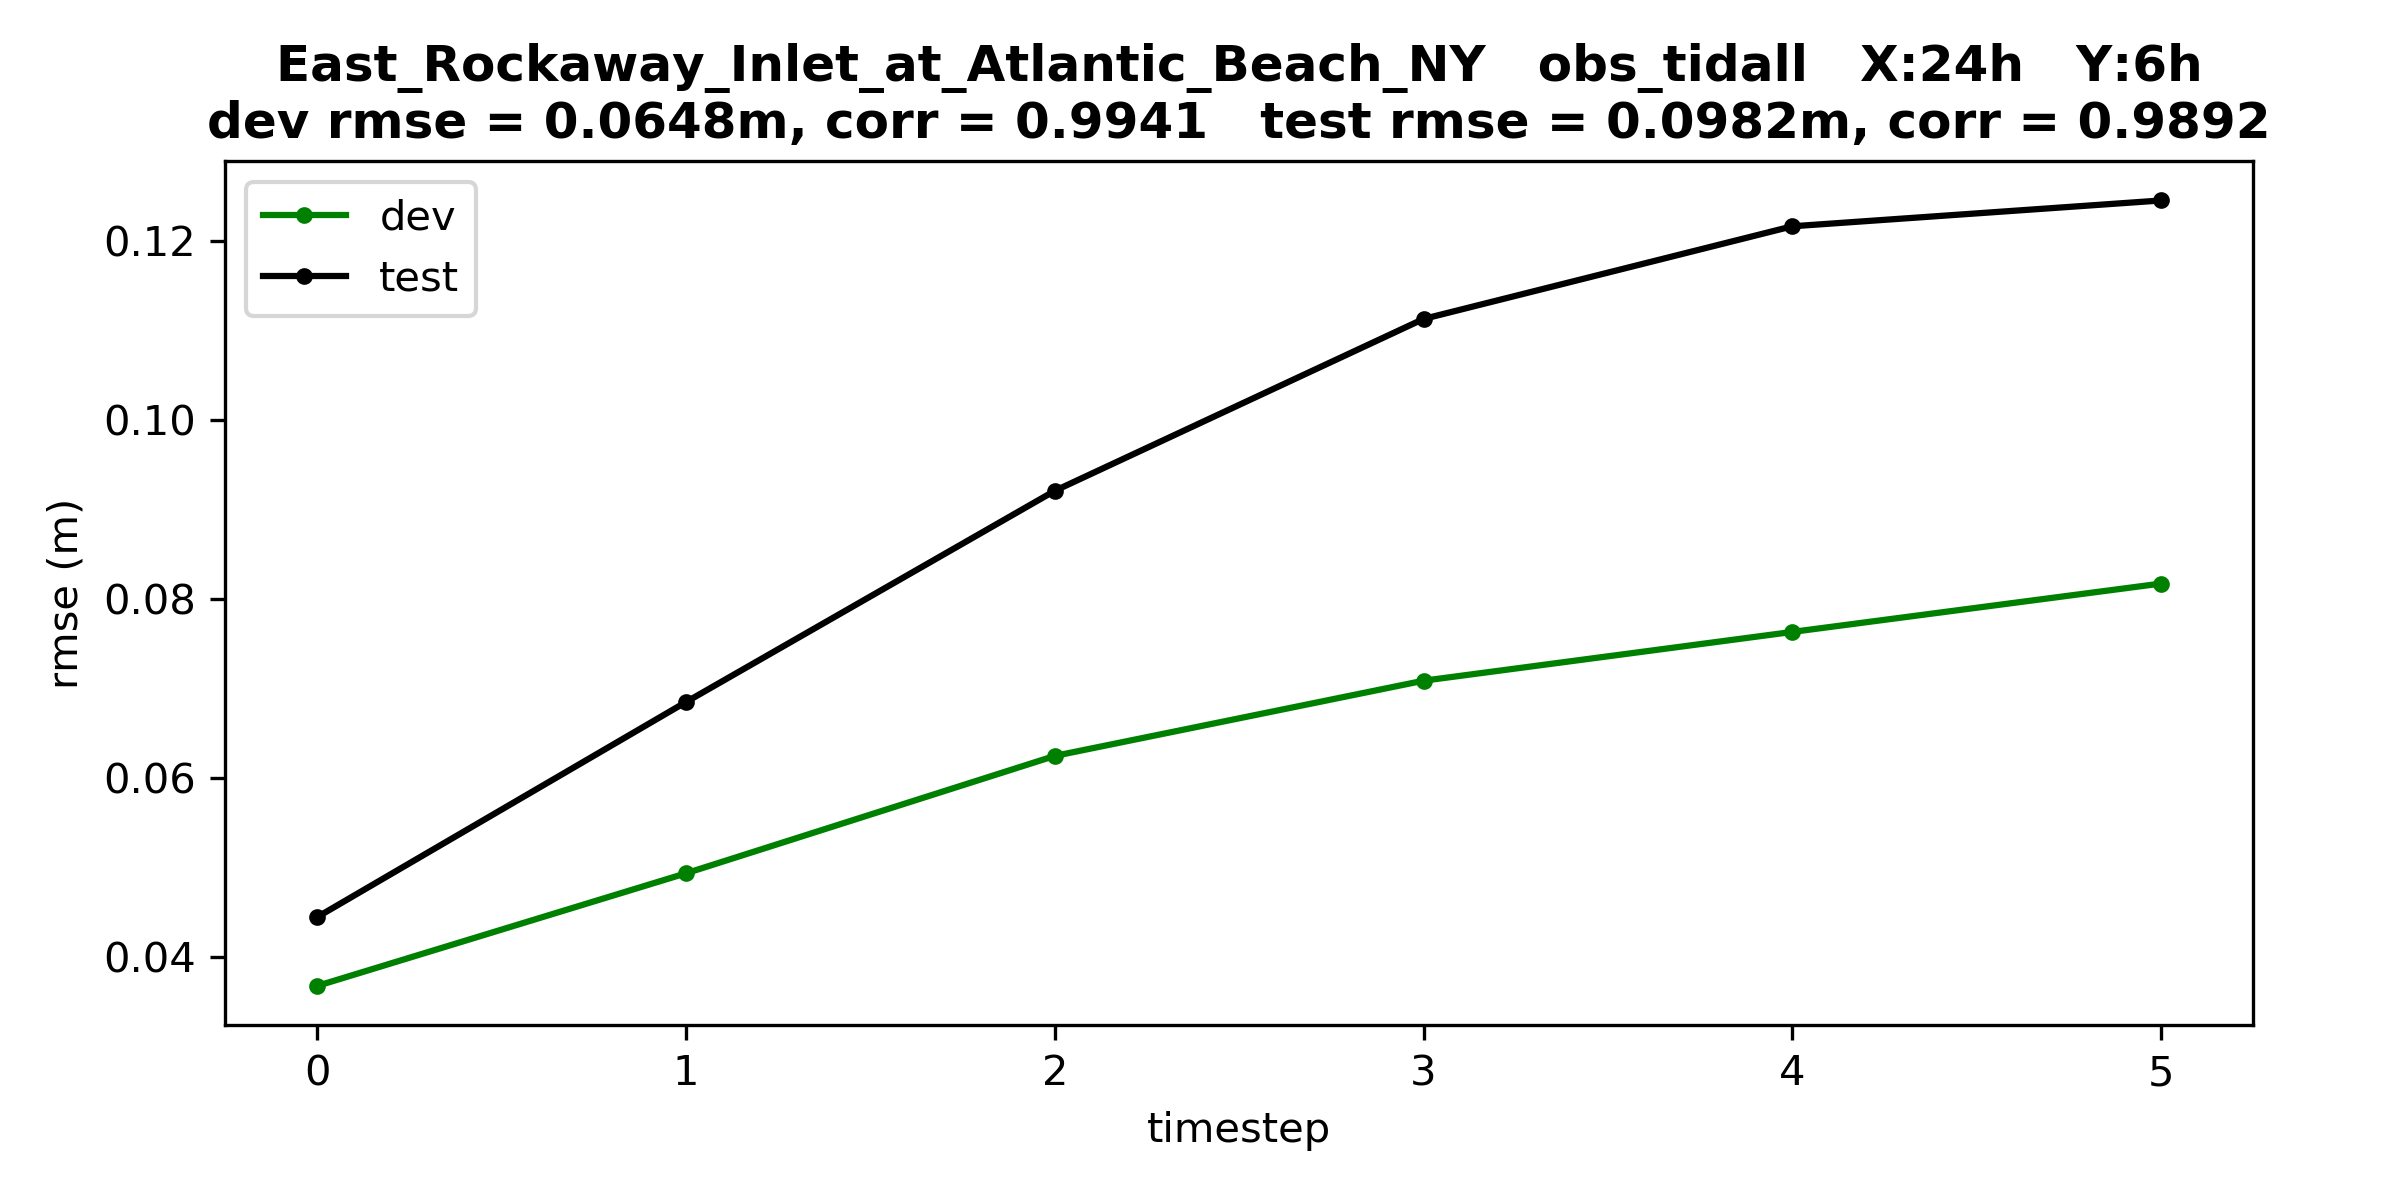 East_Rockaway_Inlet_at_Atlantic_Beach_NY   obs_tidall   X:24h   Y:6h
dev rmse = 0.0648m, corr = 0.9941   test rmse = 0.0982m, corr = 0.9892
dev
test
0.12
0.10
0.08
0.06
0.04
rmse (m)
0 1 2 3 4 5
timestep